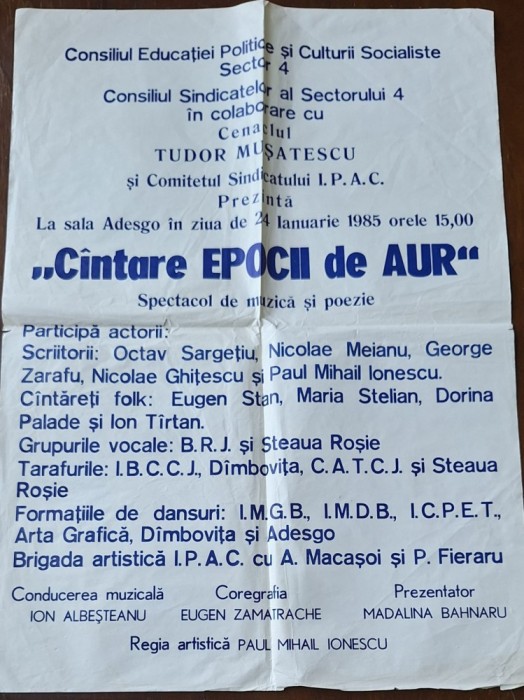 Consiliul Educației Politice și Culturii Socialiste
Sector 4
Consiliul Sindicatelor al Sectorului 4
în colaborare cu
Cenaclul
TUDOR MUȘATESCU
și Comitetul Sindicatului I.P.A.C.
Prezintă
La sala Adesgo în ziua de 24 Ianuarie 1985 orele 15,00
„Cîntare EPOCII de AUR“
Spectacol de muzică și poezie
Participă actorii:
Scriitorii: Octav Sargețiu, Nicolae Meianu, George
Zarafu, Nicolae Ghițescu și Paul Mihail Ionescu.
Cîntăreți folk: Eugen Stan, Maria Stelian, Dorina
Palade și Ion Tîrtan.
Grupurile vocale: B.R.J. și Steaua Roșie
Tarafurile: I.B.C.C.J., Dîmbovița, C.A.T.C.J. și Steaua
Roșie
Formațiile de dansuri: I.M.G.B., I.M.D.B., I.C.P.E.T.,
Arta Grafică, Dîmbovița și Adesgo
Brigada artistică I.P.A.C. cu A. Macașoi și P. Fieraru
Conducerea muzicală Coregrafia Prezentator
ION ALBEȘTEANU EUGEN ZAMATRACHE MADALINA BAHNARU
Regia artistică PAUL MIHAIL IONESCU